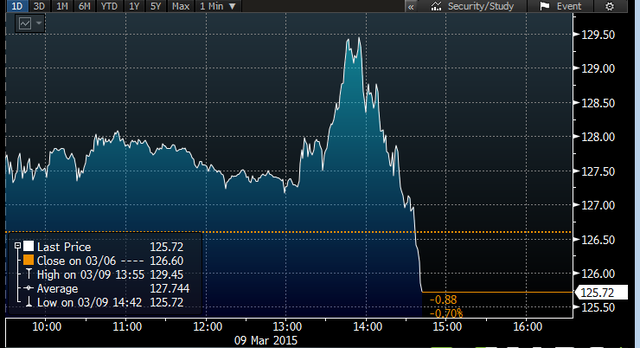 1D 3D 1M 6M YTD 1Y 5Y Max 1 Min ▼ « Security/Study Event
129.50
129.00
128.50
128.00
127.50
127.00
126.50
126.00
125.72
125.50
Last Price 125.72
Close on 03/06 ---- 126.60
High on 03/09 13:55 129.45
Average 127.744
Low on 03/09 14:42 125.72
-0.88
-0.70%
10:00 11:00 12:00 13:00 14:00 15:00 16:00
09 Mar 2015